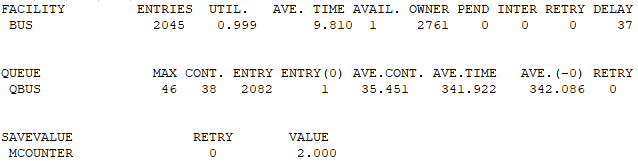 FACILITY ENTRIES UTIL. AVE. TIME AVAIL. OWNER PEND INTER RETRY DELAY
BUS 2045 0.999 9.810 1 2761 0 0 0 37
QUEUE MAX CONT. ENTRY ENTRY(0) AVE.CONT. AVE.TIME AVE.(-0) RETRY
QBUS 46 38 2082 1 35.451 341.922 342.086 0
SAVEVALUE RETRY VALUE
MCOUNTER 0 2.000